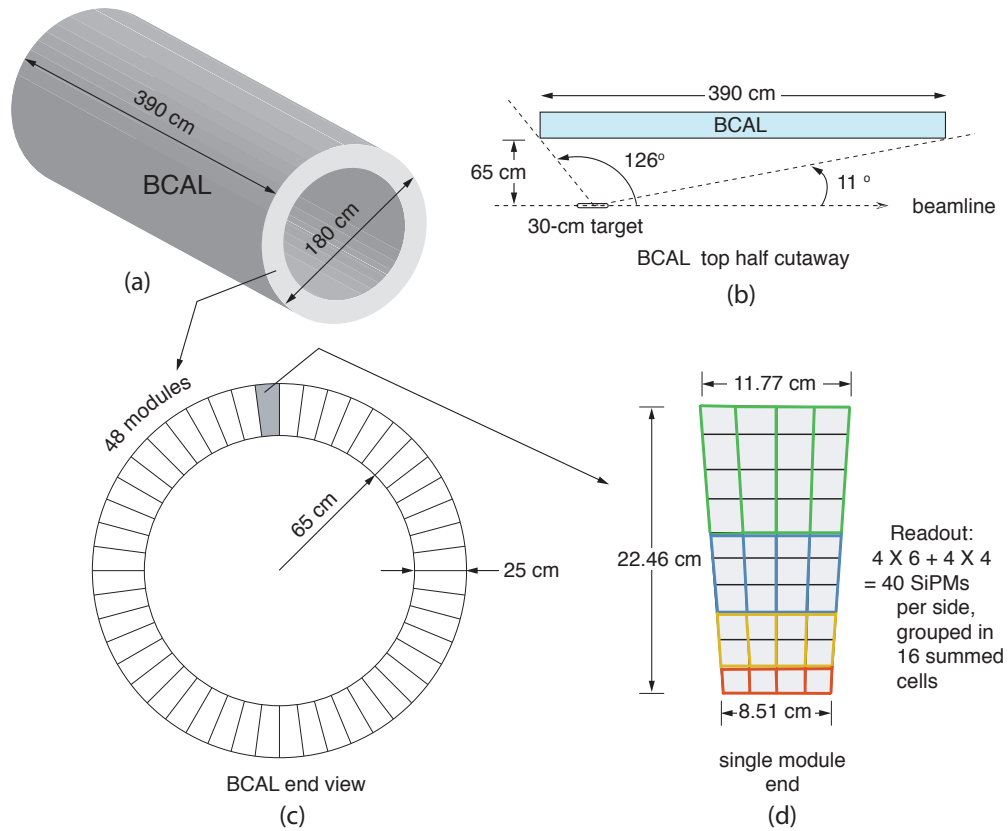 390 cm
BCAL
180 cm
(a)
390 cm
BCAL
65 cm
126º
11 º
30-cm target
beamline
BCAL top half cutaway
(b)
48 modules
65 cm
25 cm
BCAL end view
(c)
11.77 cm
22.46 cm
8.51 cm
Readout:
4 X 6 + 4 X 4
= 40 SiPMs
per side,
grouped in
16 summed
cells
single module
end
(d)